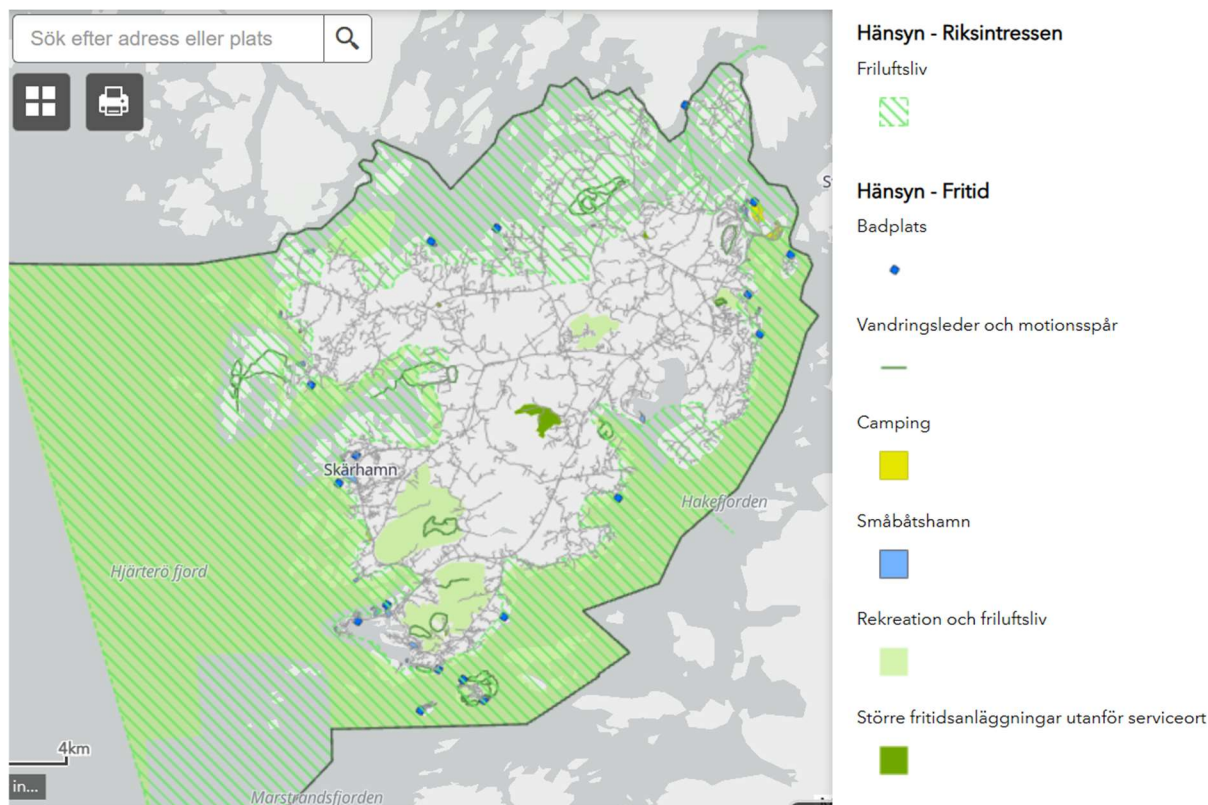 Sök efter adress eller plats
S
Skärhamn
Hakefjorden
Hjärterö fjord
4km
in...
Marstrandsfjorden
Hänsyn - Riksintressen
Friluftsliv
Hänsyn - Fritid
Badplats
Vandringsleder och motionsspår
Camping
Småbåtshamn
Rekreation och friluftsliv
Större fritidsanläggningar utanför serviceort